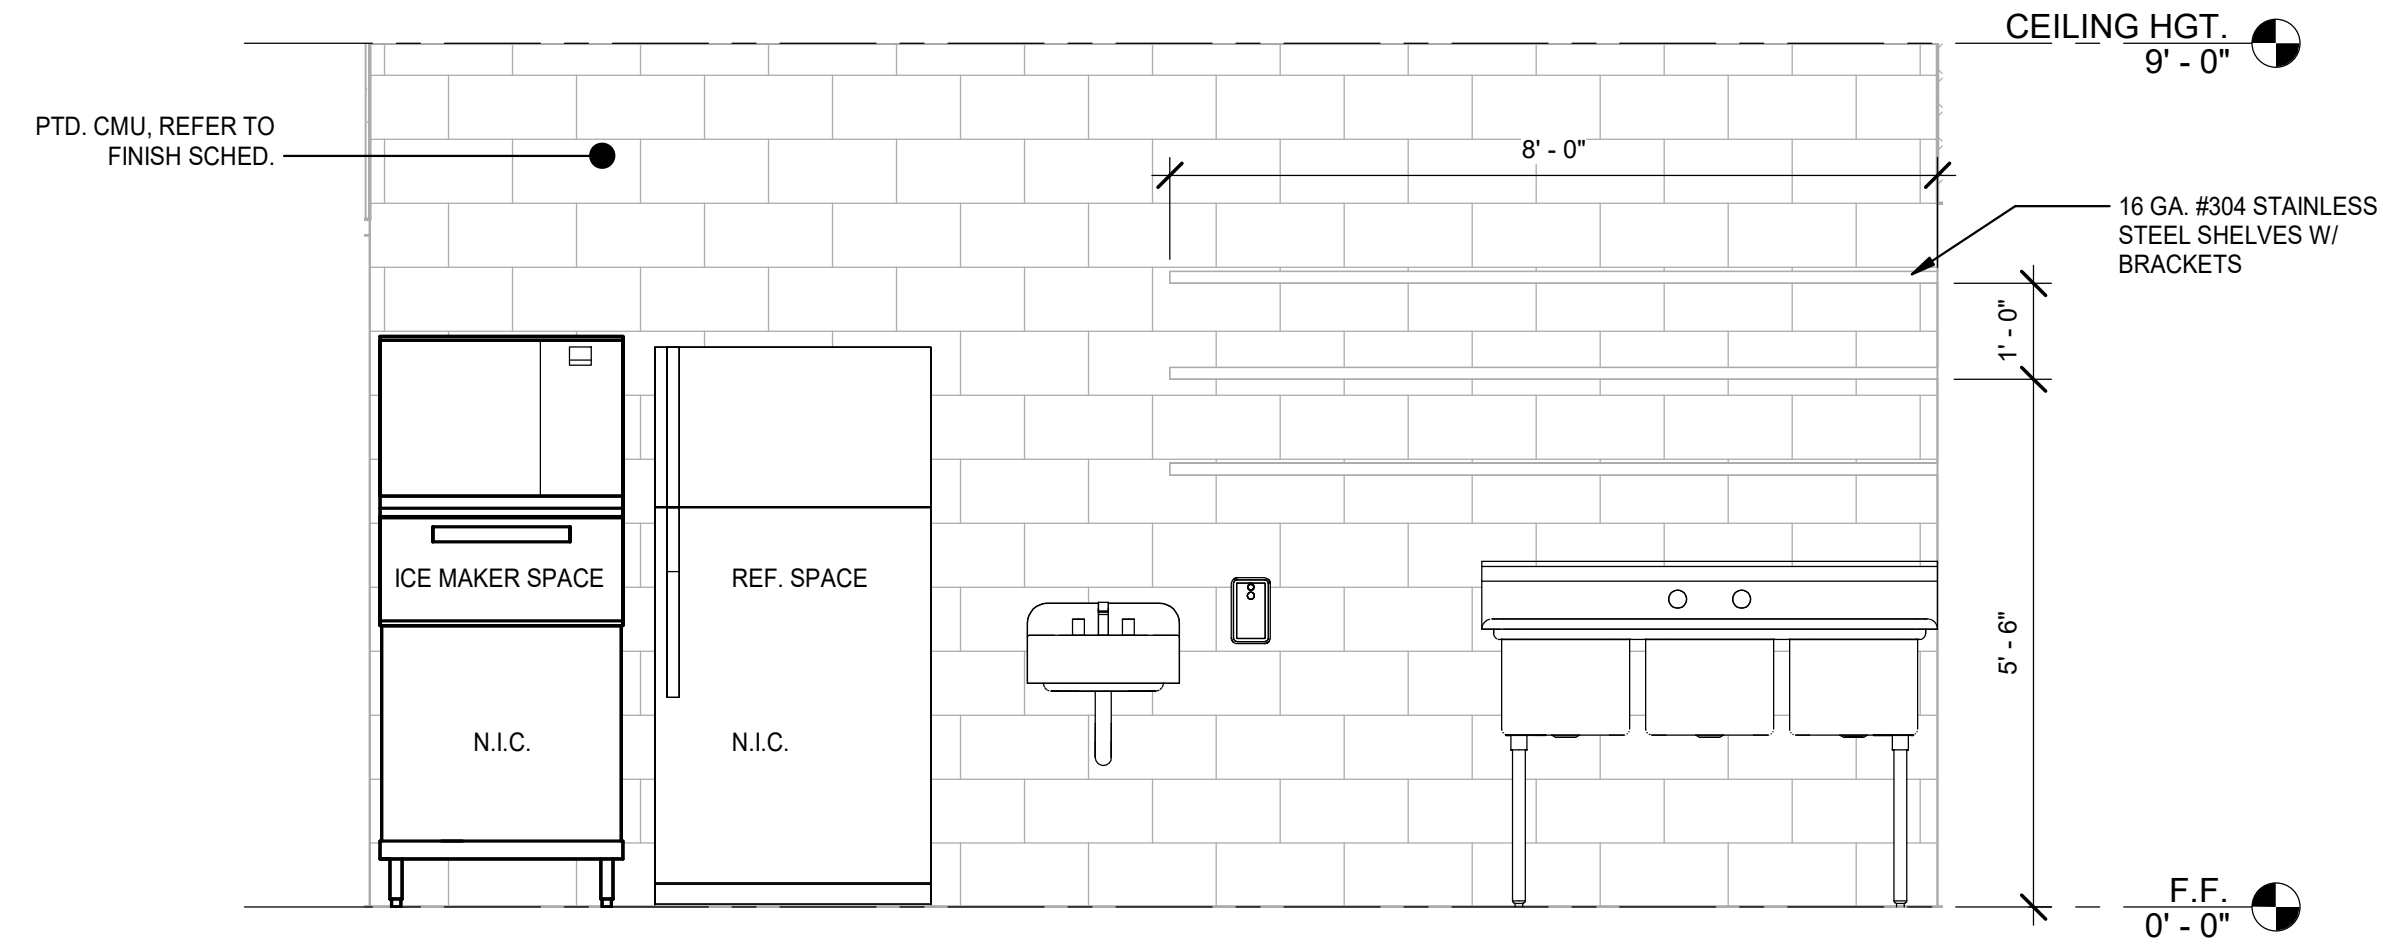 CEILING HGT.
9' - 0"
PTD. CMU, REFER TO
FINISH SCHED.
8' - 0"
16 GA. #304 STAINLESS
STEEL SHELVES W/
BRACKETS
1' - 0"
ICE MAKER SPACE
REF. SPACE
5' - 6"
N.I.C.
N.I.C.
F.F.
0' - 0"